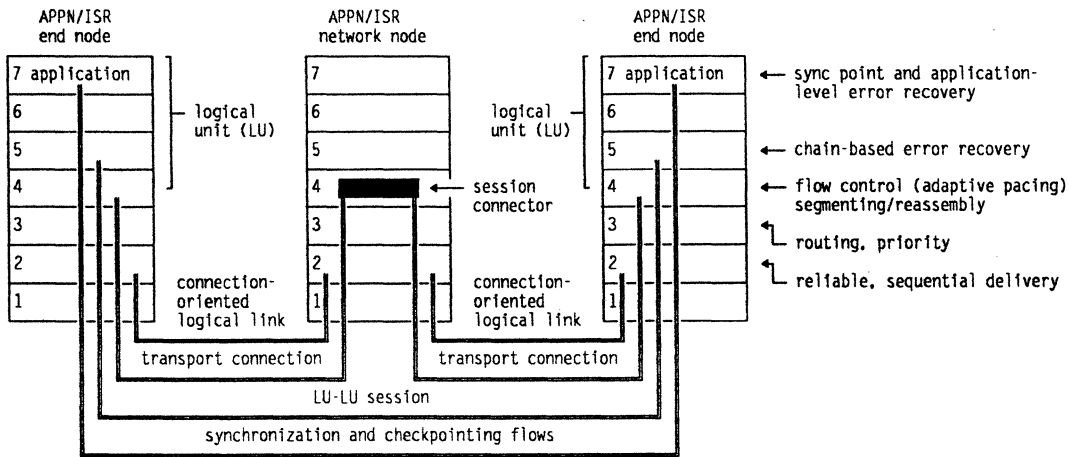 APPN/ISR
end node
APPN/ISR
network node
APPN/ISR
end node
7 application
6
5
4
3
2
1
logical
unit (LU)
7
6
5
4
3
2
1
session
connector
logical
unit (LU)
7 application
6
5
4
3
2
1
sync point and application-
level error recovery
chain-based error recovery
flow control (adaptive pacing)
segmenting/reassembly
routing, priority
reliable, sequential delivery
connection-
oriented
logical link
connection-
oriented
logical link
transport connection
transport connection
LU-LU session
synchronization and checkpointing flows